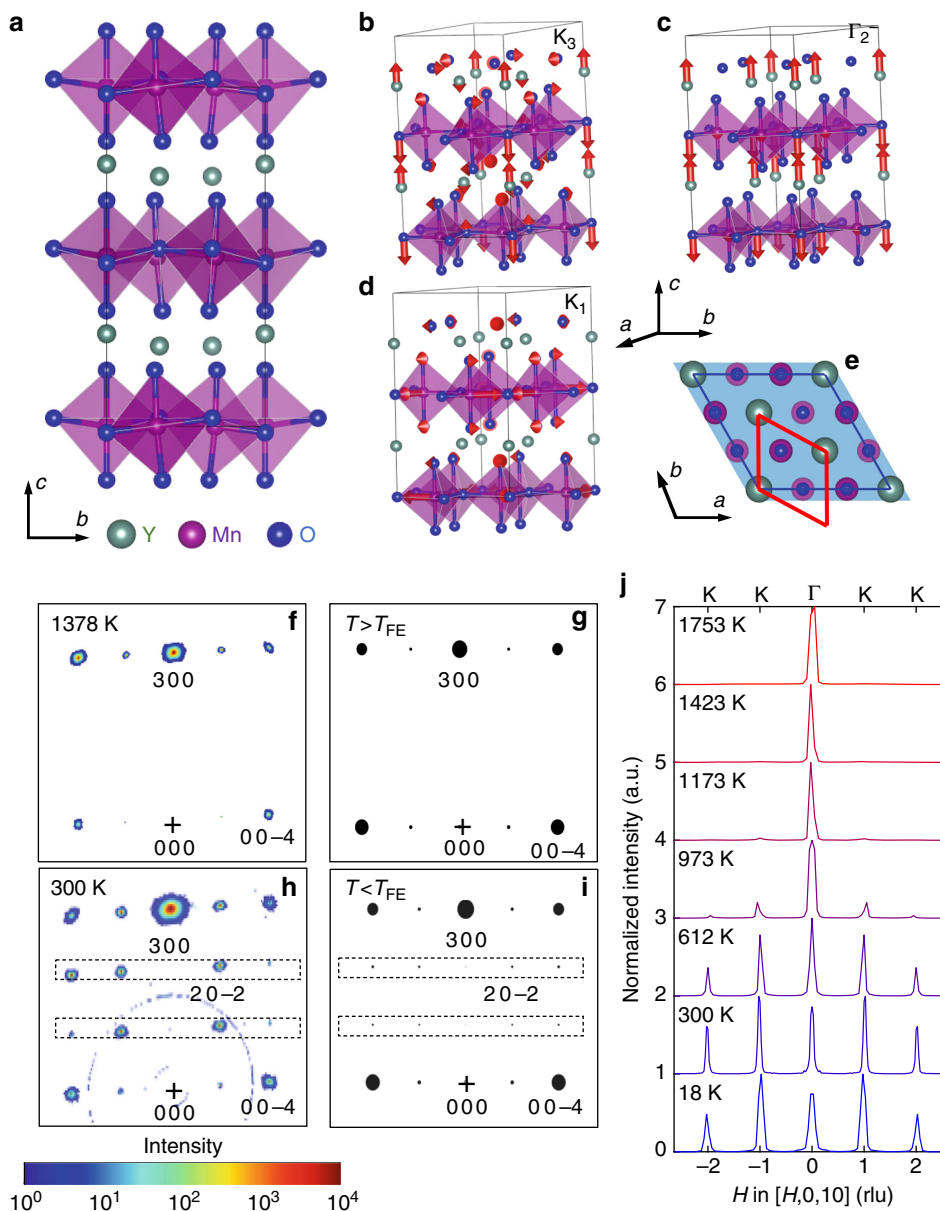 a
c
b
Y
Mn
O
b
K3
c
Γ2−
d
K1
c
a
b
e
b
a
f
1378 K
300
000
00–4
g
T>TFE
300
000
00–4
h
300 K
300
20–2
000
00–4
i
T<TFE
300
20–2
000
00–4
Intensity
10^0 10^1 10^2 10^3 10^4
j
K K Γ K K
7
1753 K
6
1423 K
5
1173 K
4
973 K
3
612 K
2
300 K
1
18 K
0
Normalized intensity (a.u.)
–2 –1 0 1 2
H in [H,0,10] (rlu)